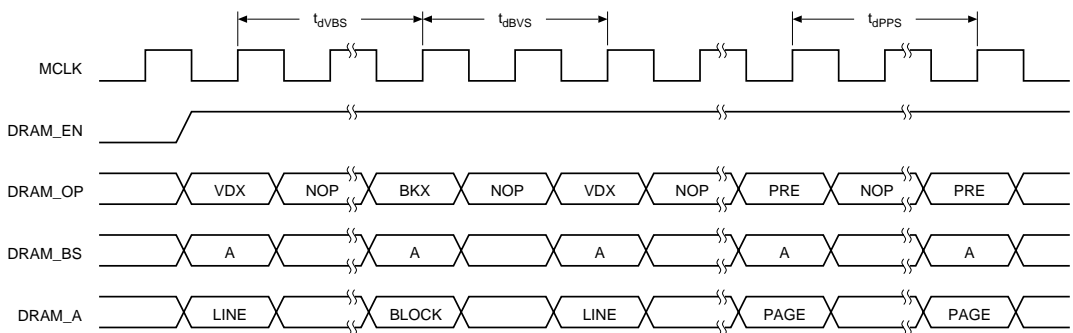 tdVBS tdBVS tdPPS
MCLK
DRAM_EN
DRAM_OP VDX NOP BKX NOP VDX NOP PRE NOP PRE
DRAM_BS A A A A A
DRAM_A LINE BLOCK LINE PAGE PAGE